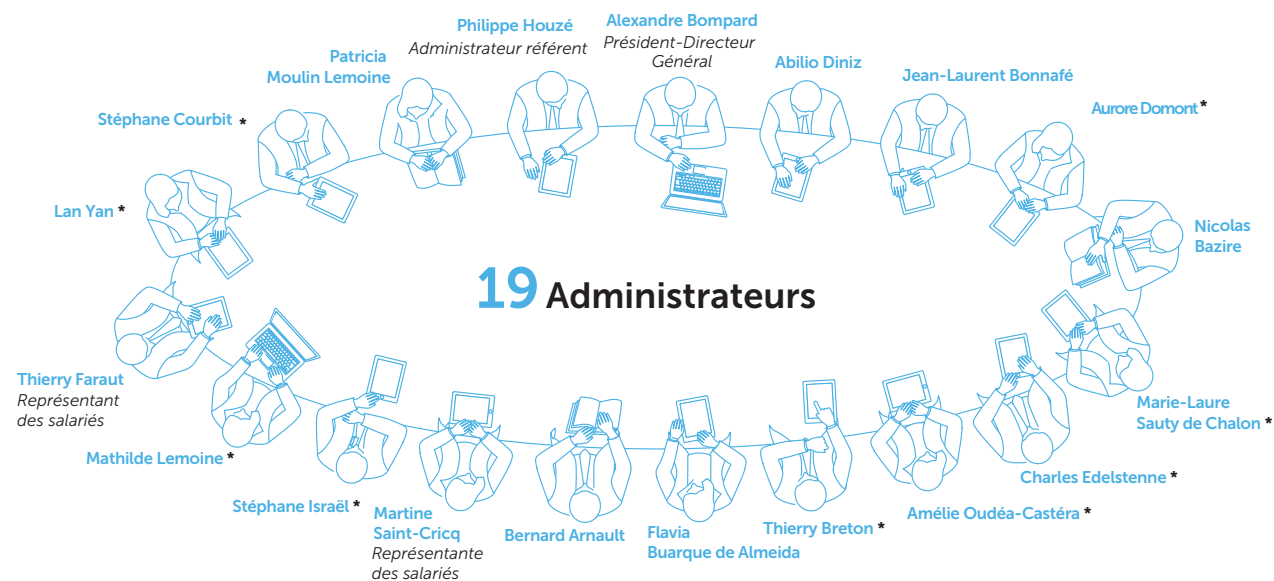 Philippe Houzé
Administrateur référent
Alexandre Bompard
Président-Directeur
Général
Patricia
Moulin Lemoine
Abilio Diniz
Jean-Laurent Bonnafé
Stéphane Courbit *
Aurore Domont *
Lan Yan *
Nicolas
Bazire
19 Administrateurs
Thierry Faraut
Représentant
des salariés
Marie-Laure
Sauty de Chalon *
Mathilde Lemoine *
Charles Edelstenne *
Stéphane Israël *
Martine
Saint-Cricq
Représentante
des salariés
Bernard Arnault
Flavia
Buarque de Almeida
Thierry Breton *
Amélie Oudéa-Castéra *